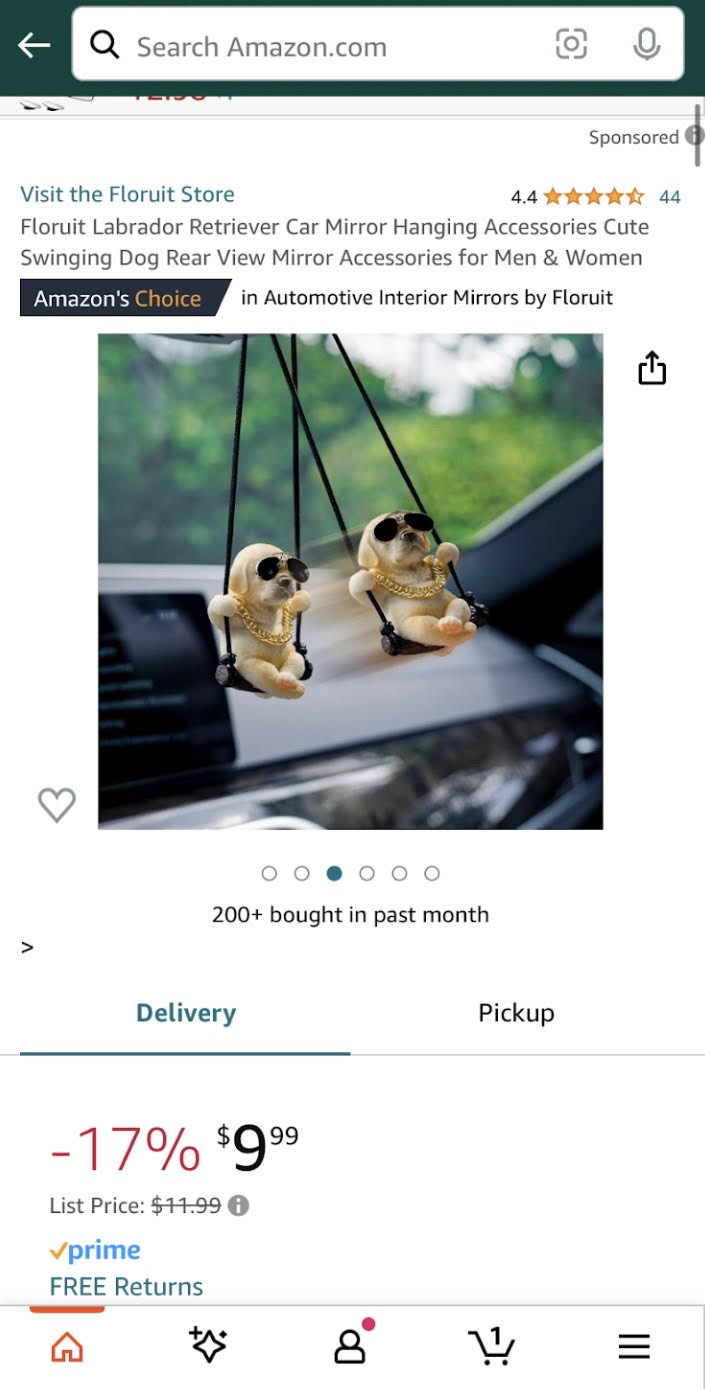 Search Amazon.com
Sponsored
Visit the Floruit Store
4.4 44
Floruit Labrador Retriever Car Mirror Hanging Accessories Cute
Swinging Dog Rear View Mirror Accessories for Men & Women
Amazon's Choice in Automotive Interior Mirrors by Floruit
200+ bought in past month
>
Delivery Pickup
-17% $9 99
List Price: $11.99
prime
FREE Returns
1